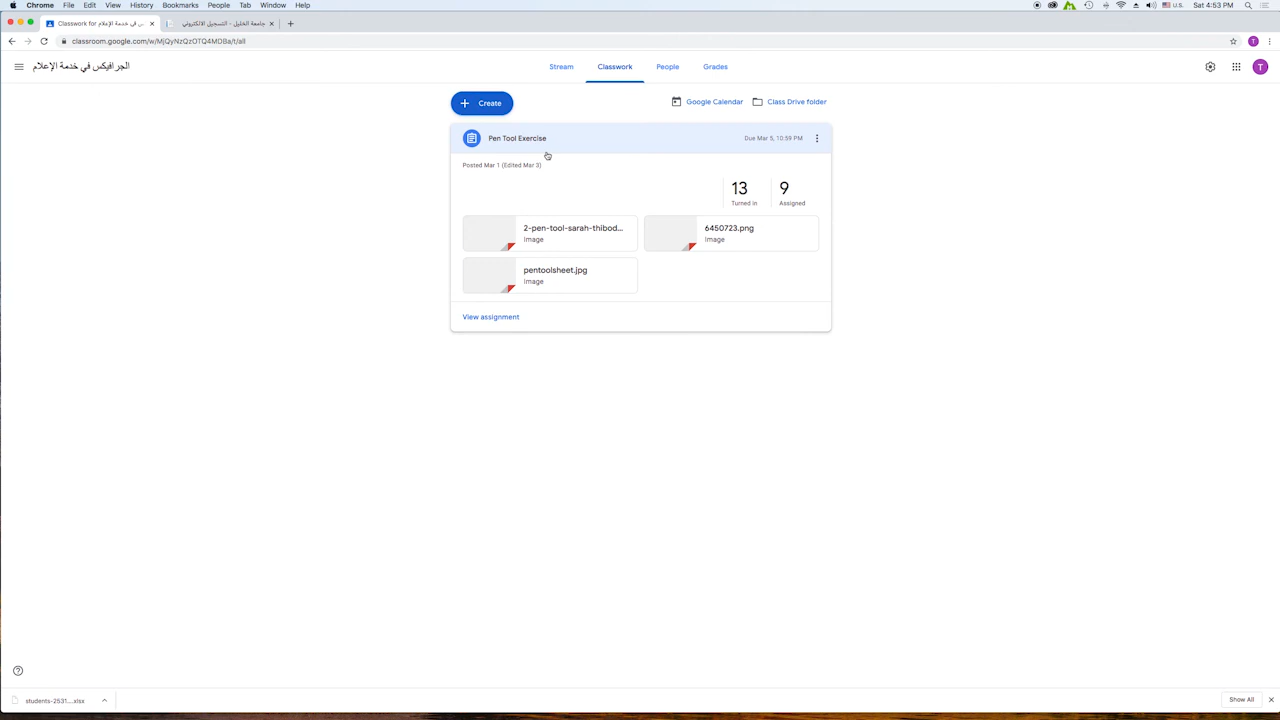 Chrome File Edit View History Bookmarks People Tab Window Help U.S. Sat 4:53 PM
Classwork for الجرافيكس في خدمة الإعلام
جامعة الخليل - التسجيل الالكتروني
classroom.google.com/w/MjQyNzQzOTQ4MDBa/t/all
T
الجرافيكس في خدمة الإعلام
Stream Classwork People Grades
T
Create
Google Calendar Class Drive folder
Pen Tool Exercise Due Mar 5, 10:59 PM
Posted Mar 1 (Edited Mar 3)
13 9
Turned in Assigned
2-pen-tool-sarah-thibod... 6450723.png
Image Image
pentoolsheet.jpg
Image
View assignment
students-2531....xlsx Show All